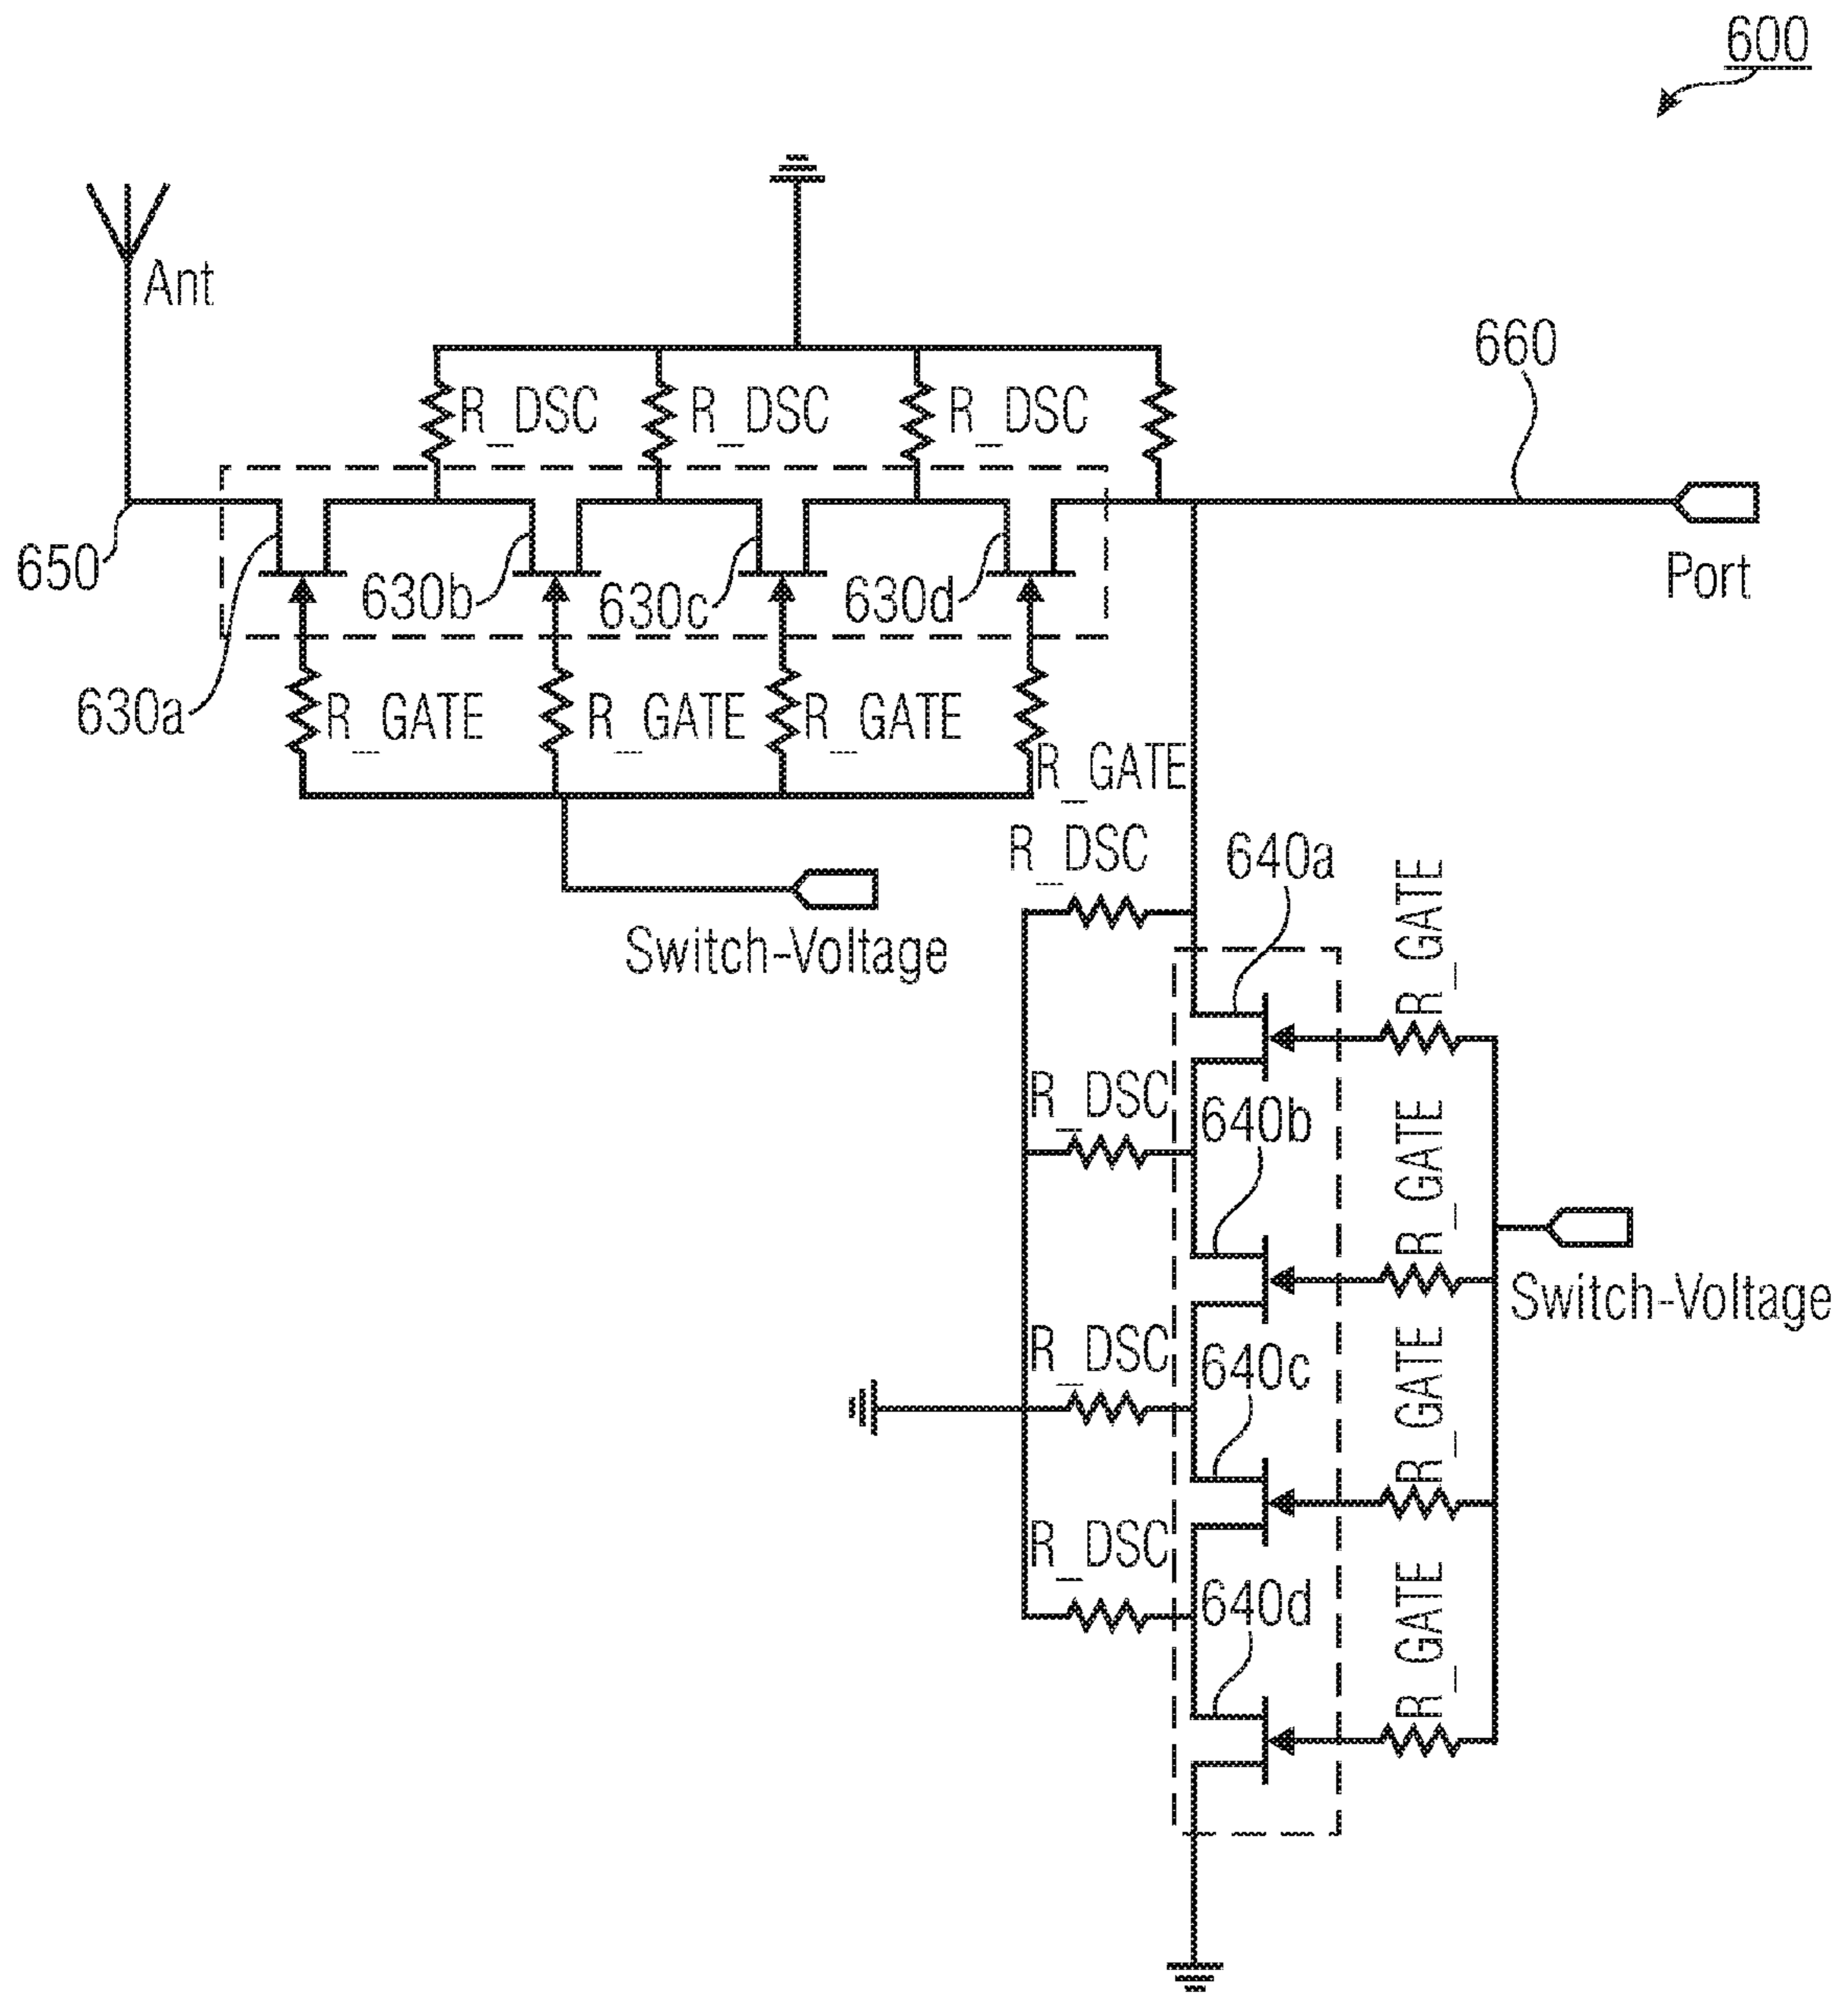 600
Ant
660
R_DSC R_DSC R_DSC
650
Port
630b 630c 630d
630a
R_GATE R_GATE R_GATE
R_GATE
R_DSC
640a
R_GATE
Switch-Voltage
R_DSC
640b
R_GATE
Switch-Voltage
R_DSC
640c
R_GATE
R_DSC
640d
R_GATE